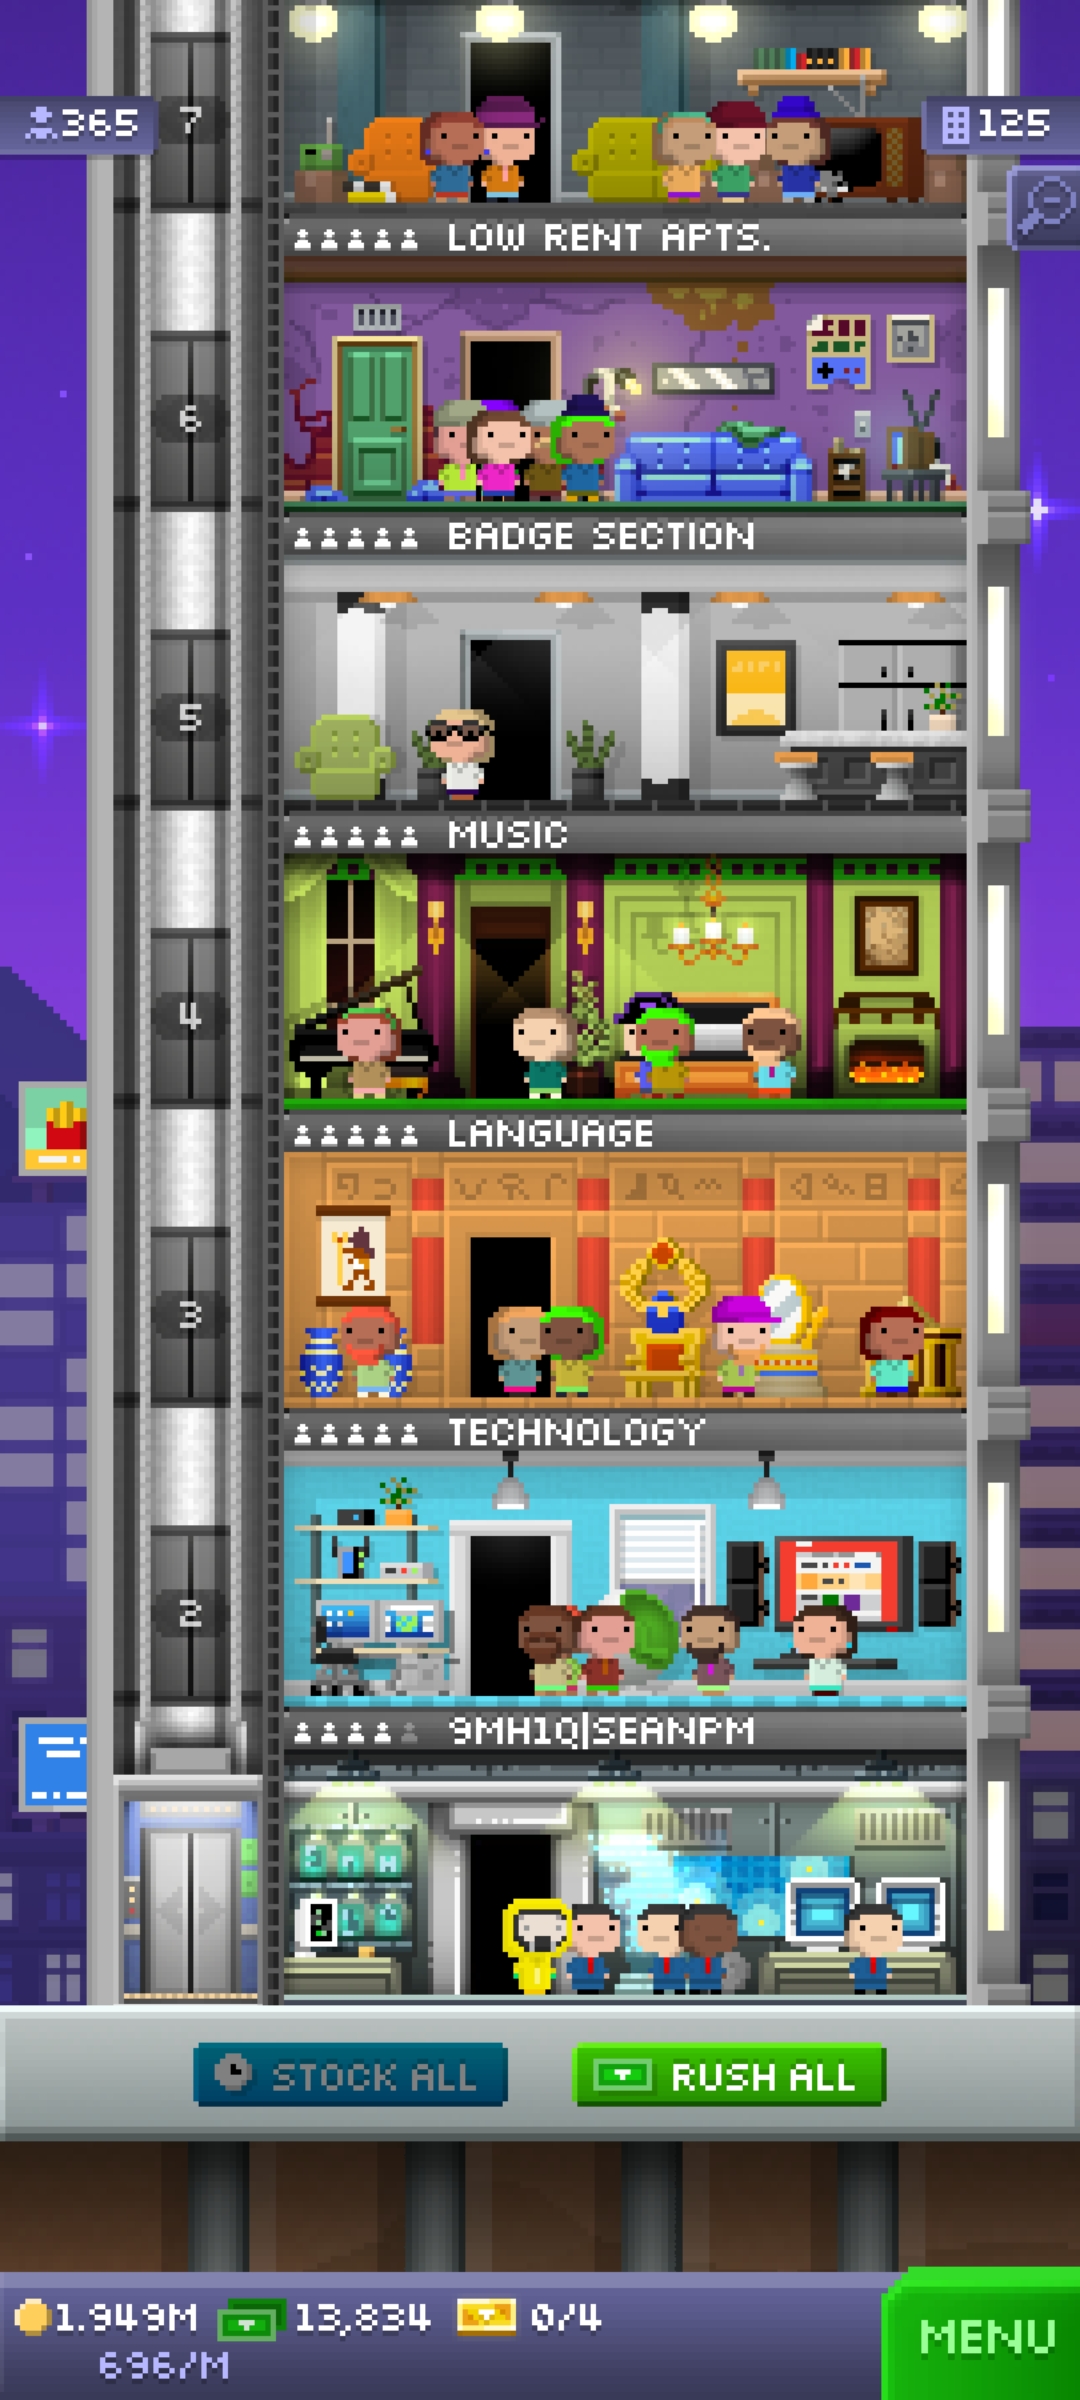 365
7
125
LOW RENT APTS.
6
BADGE SECTION
5
MUSIC
4
LANGUAGE
3
TECHNOLOGY
2
9MH1Q|SEANPM
STOCK ALL
RUSH ALL
1.949M
13,834
0/4
696/M
MENU